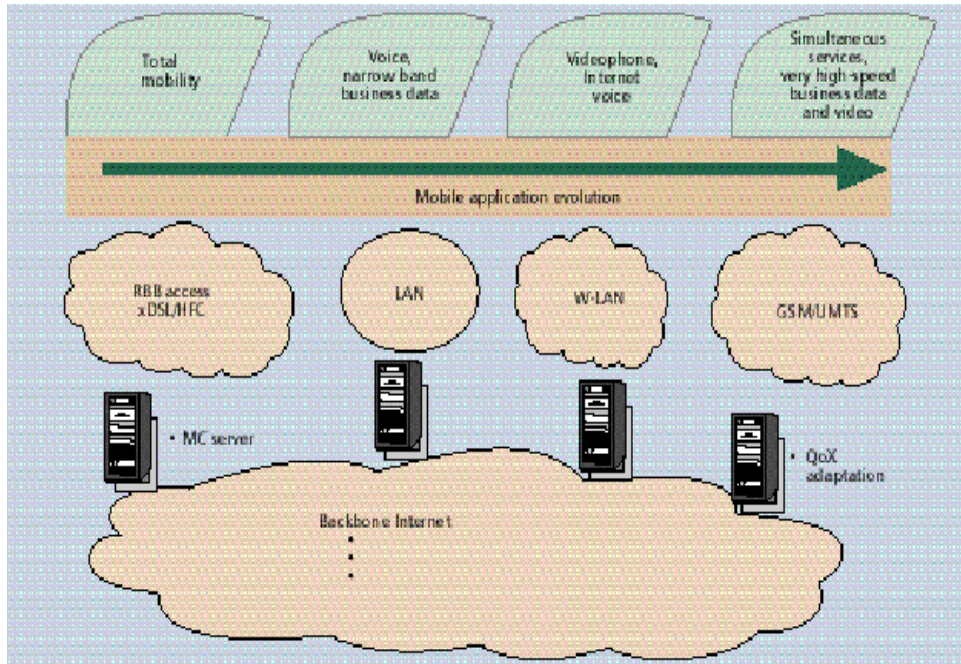 Total
mobility
Voice,
narrow band
business data
Videophone,
Internet
voice
Simultaneous
services,
very high-speed
business data
and video
Mobile application evolution
RBB access
xDSL/HFC
LAN
W-LAN
GSM/UMTS
• MC server
• QoX
adaptation
Backbone Internet